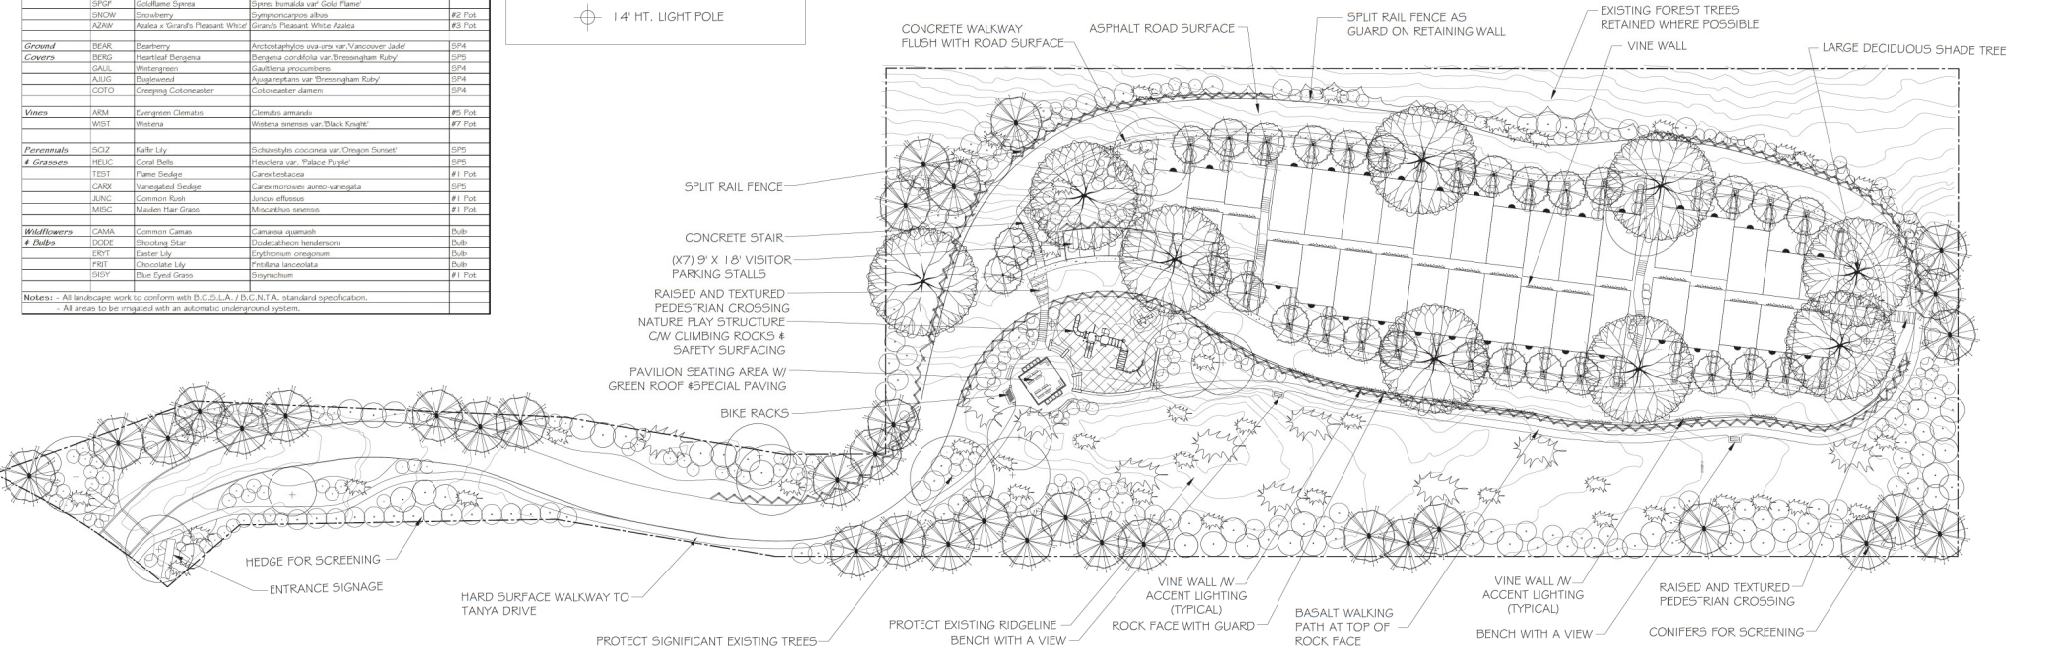 SPGF Goldflame Spirea Spirea bumalda var' Gold Flame'
SNOW Snowberry Symphoricarpos albus #2 Pot
AZAW Azalea x 'Girard's Pleasant White' Girard's Pleasant White Azalea #3 Pot
Ground BEAR Bearberry Arctostaphylos uva-ursi var.'Vancouver Jade' SP4
Covers BERG Heartleaf Bergenia Bergenia cordifolia var.'Bressingham Ruby' SP5
GAUL Wintergreen Gaultheria procumbens SP4
AJUG Bugleweed Ajuga reptans var 'Bressingham Ruby' SP4
COTO Creeping Cotoneaster Cotoneaster dameri SP4
Vines ARM Evergreen Clematis Clematis armandii #5 Pot
WIST Wisteria Wisteria sinensis var.'Black Knight' #7 Pot
Perennials SCIZ Kaffir Lily Schizostylis coccinea var.'Oregon Sunset' SP5
& Grasses HEUC Coral Bells Heuchera var. 'Palace Purple' SP5
TEST Flame Sedge Carex testacea #1 Pot
CARX Variegated Sedge Carex morowei aureo-variegata SP5
JUNC Common Rush Juncus effussus #1 Pot
MISC Maiden Hair Grass Miscanthus sinensis #1 Pot
Wildflowers CAMA Common Camas Camassia quamash Bulb
& Bulbs DODE Shooting Star Dodecatheon hendersonii Bulb
ERYT Easter Lily Erythronium oregonum Bulb
FRIT Chocolate Lily Fritillaria lanceolata Bulb
SISY Blue Eyed Grass Sisyrinchium #1 Pot
Notes: - All landscape work to conform with B.C.S.L.A. / B.C.N.T.A. standard specification.
- All areas to be irrigated with an automatic underground system.
14' HT. LIGHT POLE
CONCRETE WALKWAY
FLUSH WITH ROAD SURFACE
ASPHALT ROAD SURFACE
SPLIT RAIL FENCE AS
GUARD ON RETAINING WALL
EXISTING FOREST TREES
RETAINED WHERE POSSIBLE
VINE WALL
LARGE DECIDUOUS SHADE TREE
SPLIT RAIL FENCE
CONCRETE STAIR
(X7) 9' X 18' VISITOR
PARKING STALLS
RAISED AND TEXTURED
PEDESTRIAN CROSSING
NATURE PLAY STRUCTURE
C/W CLIMBING ROCKS &
SAFETY SURFACING
PAVILION SEATING AREA W/
GREEN ROOF & SPECIAL PAVING
BIKE RACKS
HEDGE FOR SCREENING
ENTRANCE SIGNAGE
HARD SURFACE WALKWAY TO
TANYA DRIVE
PROTECT SIGNIFICANT EXISTING TREES
PROTECT EXISTING RIDGELINE
BENCH WITH A VIEW
VINE WALL /W
ACCENT LIGHTING
(TYPICAL)
ROCK FACE WITH GUARD
BASALT WALKING
PATH AT TOP OF
ROCK FACE
VINE WALL /W
ACCENT LIGHTING
(TYPICAL)
BENCH WITH A VIEW
RAISED AND TEXTURED
PEDESTRIAN CROSSING
CONIFERS FOR SCREENING